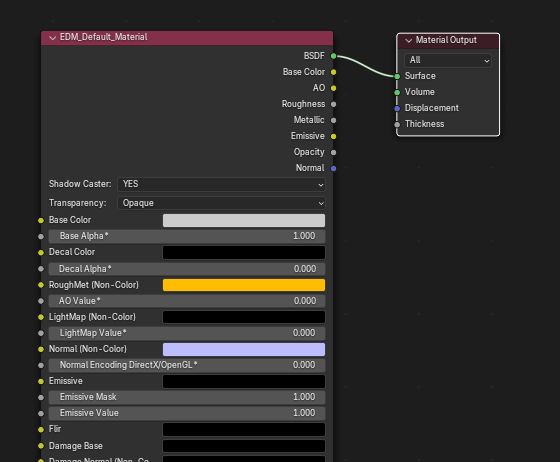 EDM_Default_Material
Material Output
BSDF
All
Base Color
Surface
AO
Volume
Roughness
Displacement
Metallic
Thickness
Emissive
Opacity
Normal
Shadow Caster: YES
Transparency: Opaque
Base Color
Base Alpha* 1.000
Decal Color
Decal Alpha* 0.000
RoughMet (Non-Color)
AO Value* 0.000
LightMap (Non-Color)
LightMap Value* 0.000
Normal (Non-Color)
Normal Encoding DirectX/OpenGL* 0.000
Emissive
Emissive Mask 1.000
Emissive Value 1.000
Flir
Damage Base
Damage Normal (Non-Co